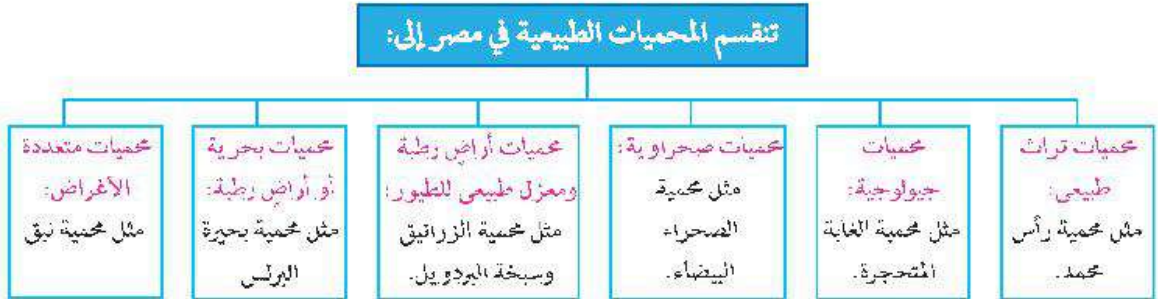 تنقسم المحميات الطبيعية في مصر إلى:
محميات تراث
طبيعي:
مثل محمية رأس
محمد.
محميات
جيولوجية:
مثل محمية الغابة
المتحجرة.
محميات صحراوية:
مثل محمية
الصحراء
البيضاء.
محميات أراضٍ رطبة
ومعزل طبيعي للطيور:
مثل محمية الزرانيق
وسبخة البردويل.
محميات بحرية
أو أراضٍ رطبة:
مثل محمية بحيرة
البرلس
محميات متعددة
الأغراض:
مثل محمية نبق